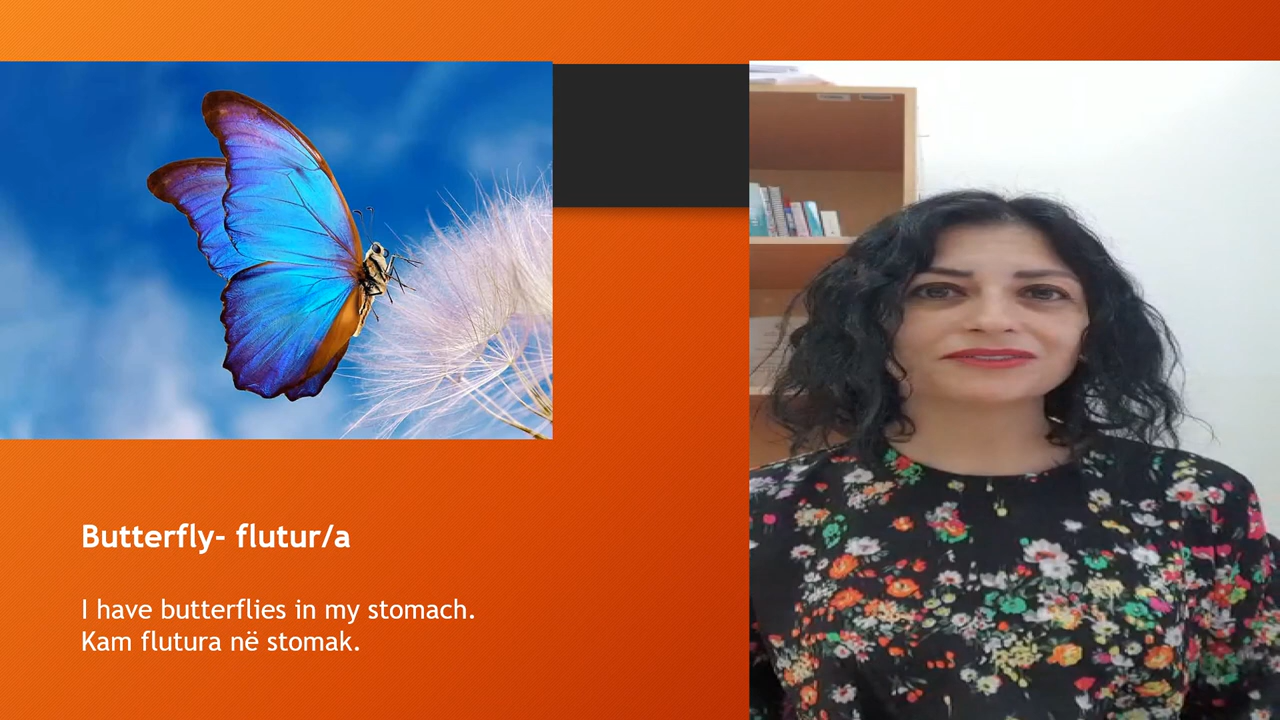 Butterfly- flutur/a
I have butterflies in my stomach.
Kam flutura në stomak.